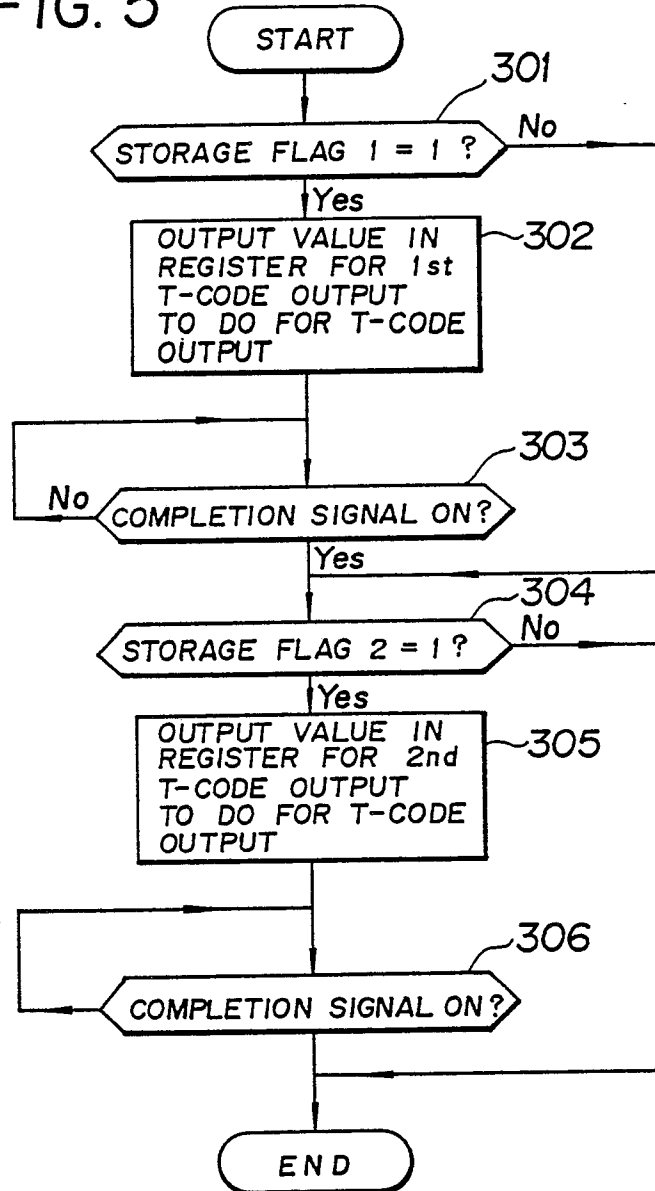 FIG. 5
START
301
STORAGE FLAG 1 = 1 ?
No
Yes
OUTPUT VALUE IN
REGISTER FOR 1st
T-CODE OUTPUT
TO DO FOR T-CODE
OUTPUT
302
303
No
COMPLETION SIGNAL ON?
Yes
304
STORAGE FLAG 2 = 1 ?
No
Yes
OUTPUT VALUE IN
REGISTER FOR 2nd
T-CODE OUTPUT
TO DO FOR T-CODE
OUTPUT
305
306
COMPLETION SIGNAL ON?
END